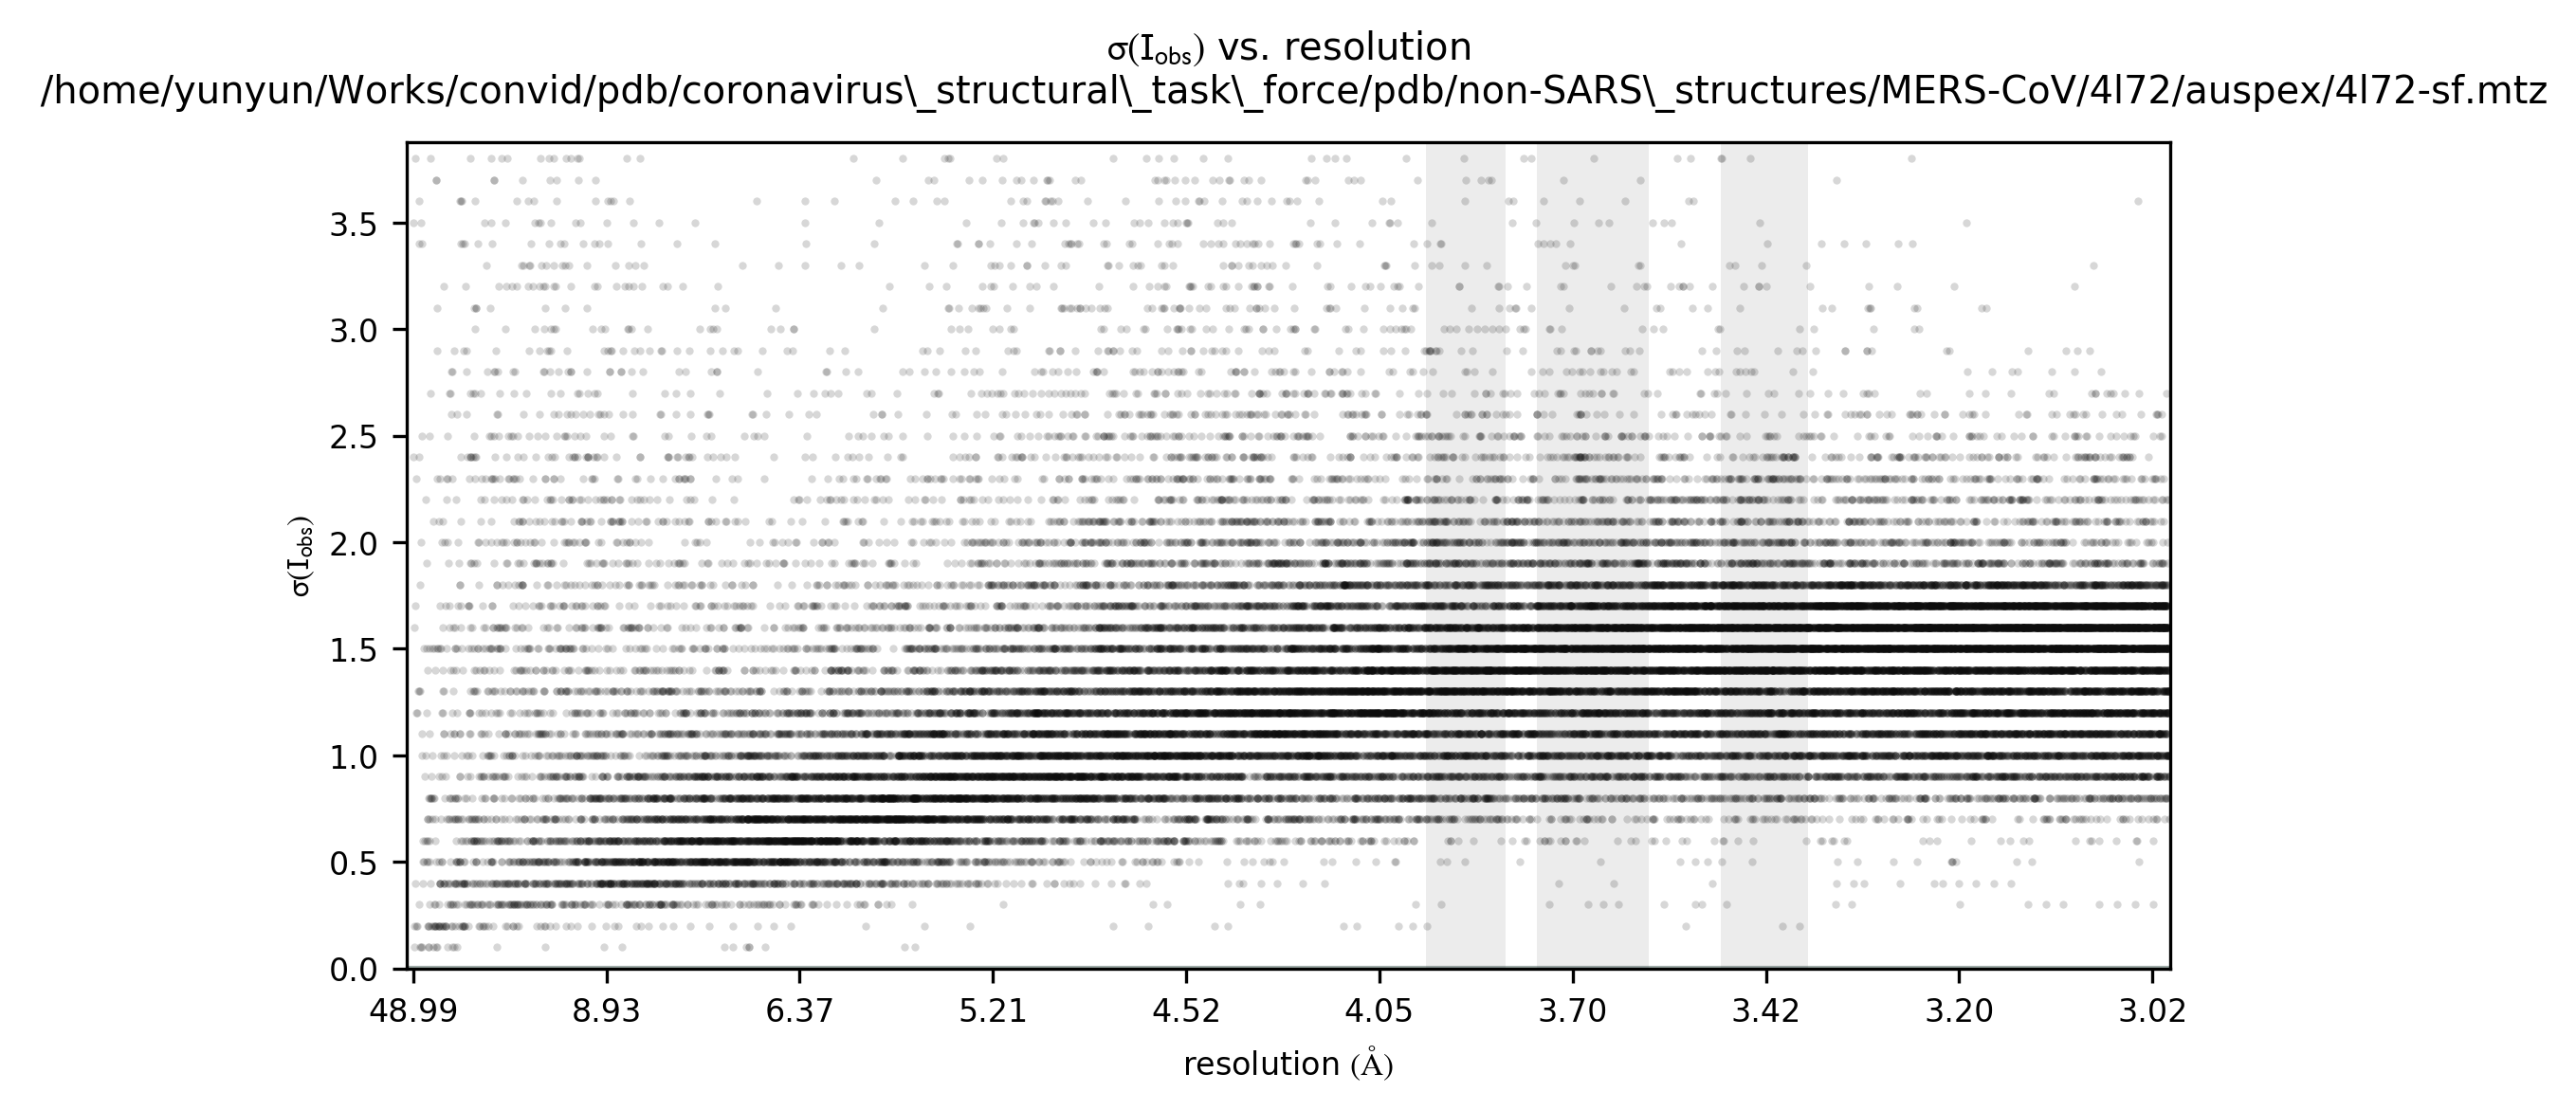 σ(I_obs) vs. resolution
/home/yunyun/Works/convid/pdb/coronavirus\_structural\_task\_force/pdb/non-SARS\_structures/MERS-CoV/4l72/auspex/4l72-sf.mtz
3.5
3.0
2.5
2.0
1.5
1.0
0.5
0.0
σ(I_obs)
48.99 8.93 6.37 5.21 4.52 4.05 3.70 3.42 3.20 3.02
resolution (Å)